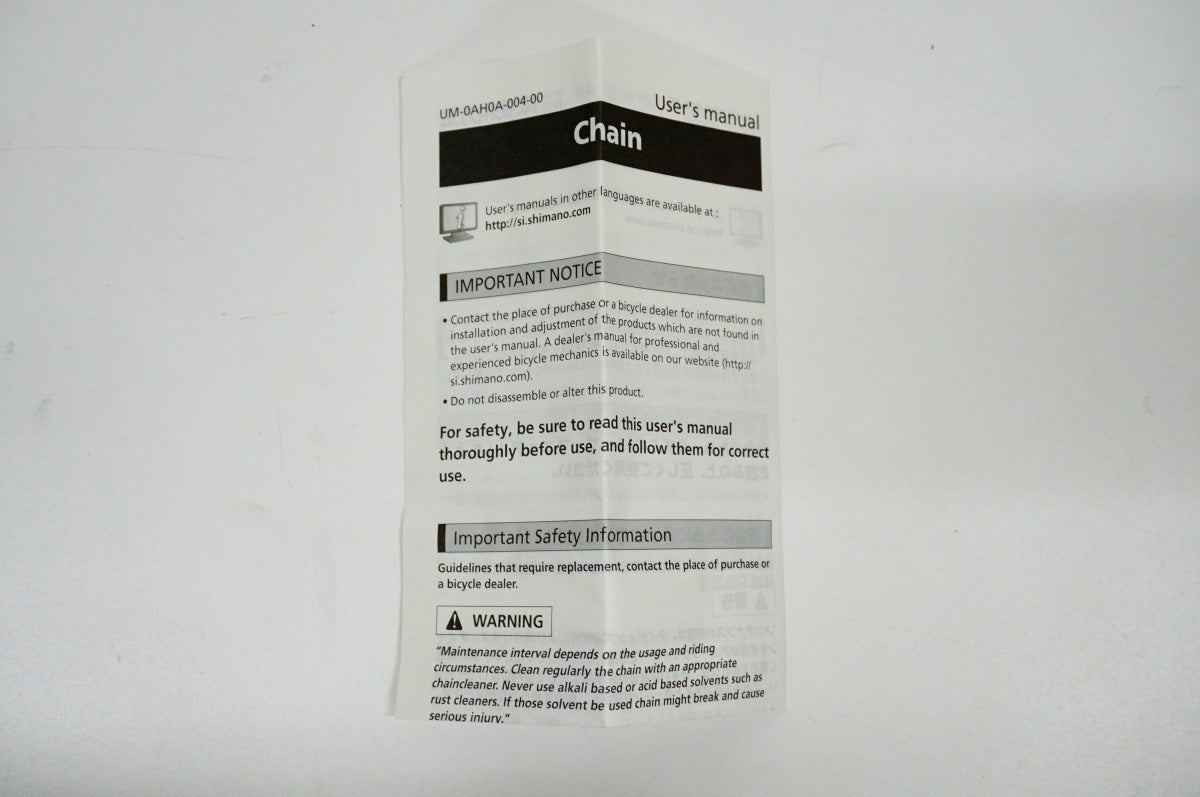 UM-0AH0A-004-00
User's manual
Chain
User's manuals in other languages are available at :
http://si.shimano.com
IMPORTANT NOTICE
• Contact the place of purchase or a bicycle dealer for information on
installation and adjustment of the products which are not found in
the user's manual. A dealer's manual for professional and
experienced bicycle mechanics is available on our website (http://
si.shimano.com).
• Do not disassemble or alter this product.
For safety, be sure to read this user's manual
thoroughly before use, and follow them for correct
use.
Important Safety Information
Guidelines that require replacement, contact the place of purchase or
a bicycle dealer.
WARNING
"Maintenance interval depends on the usage and riding
circumstances. Clean regularly the chain with an appropriate
chaincleaner. Never use alkali based or acid based solvents such as
rust cleaners. If those solvent be used chain might break and cause
serious injury."